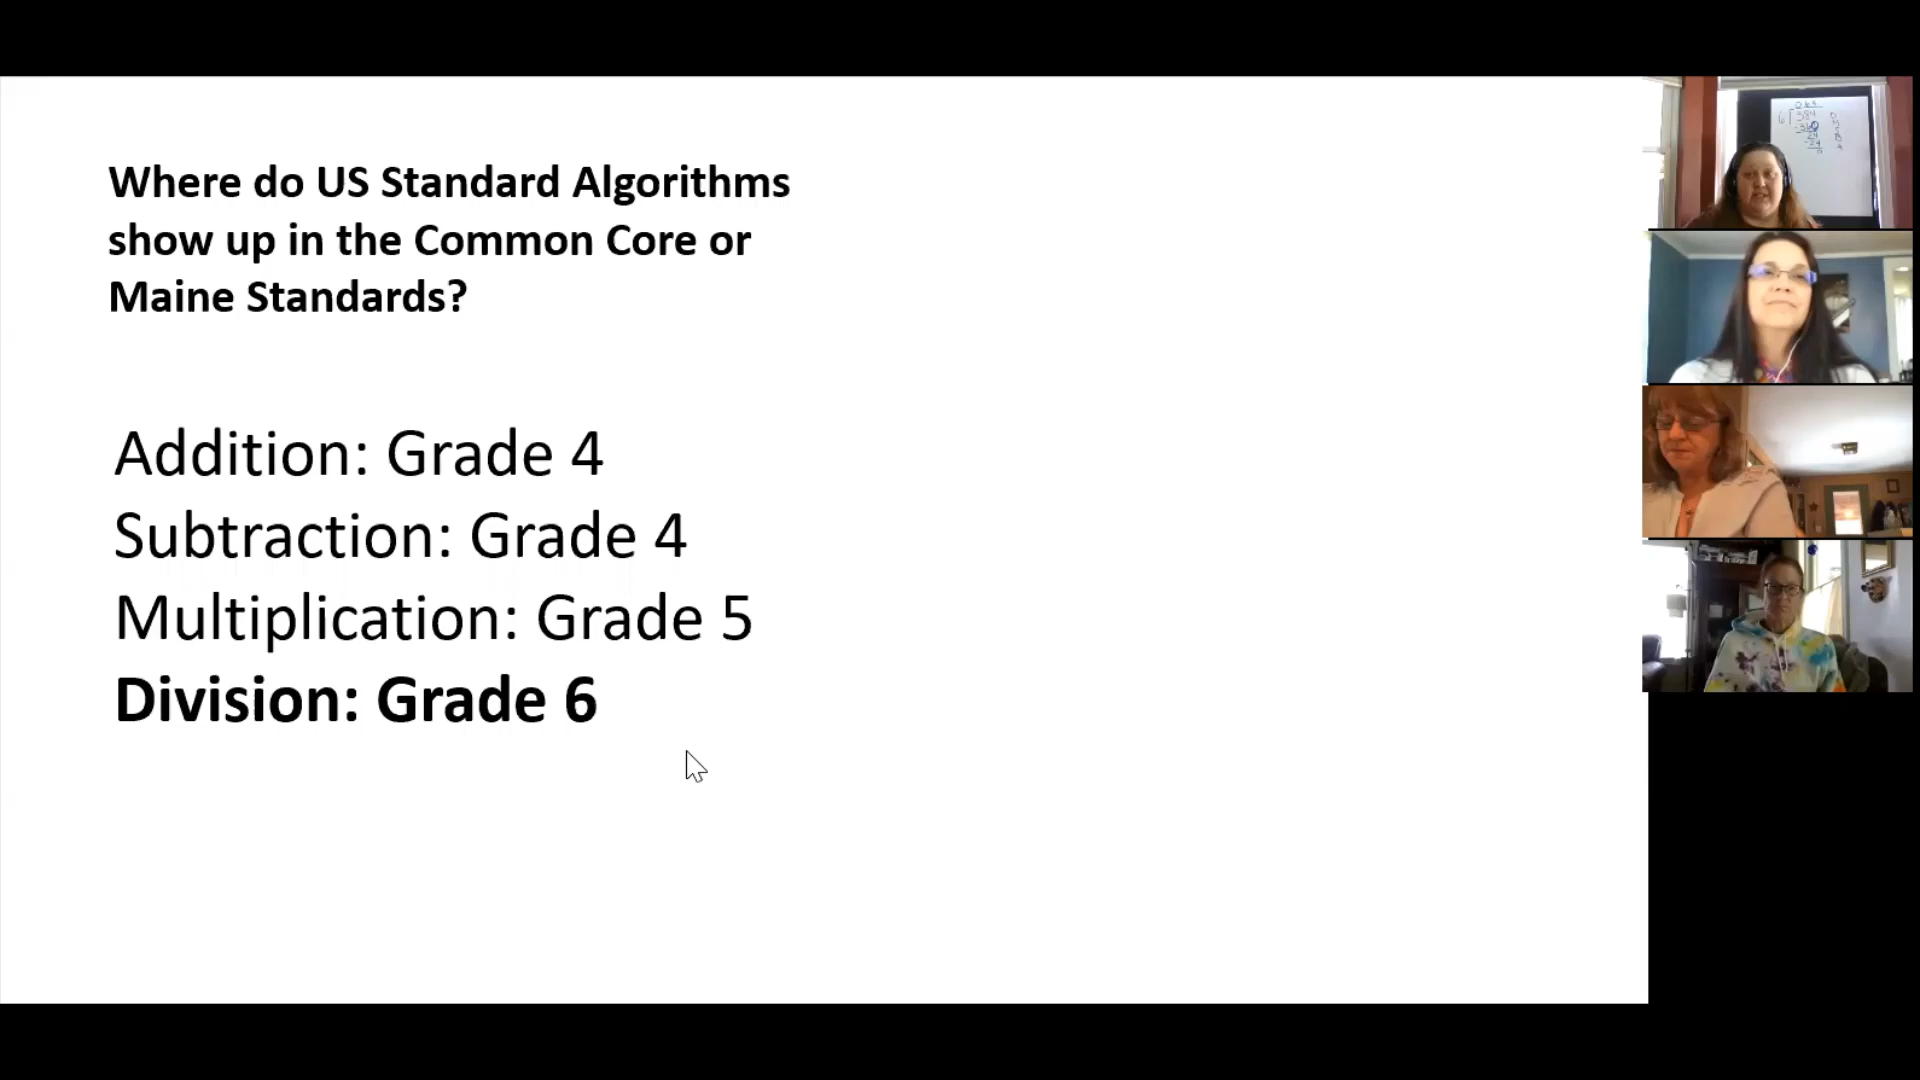 Where do US Standard Algorithms
show up in the Common Core or
Maine Standards?
Addition: Grade 4
Subtraction: Grade 4
Multiplication: Grade 5
Division: Grade 6